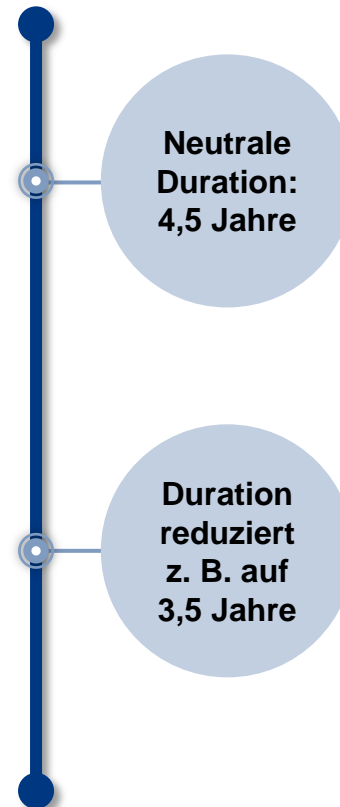 Neutrale
Duration:
4,5 Jahre
Duration
reduziert
z. B. auf
3,5 Jahre